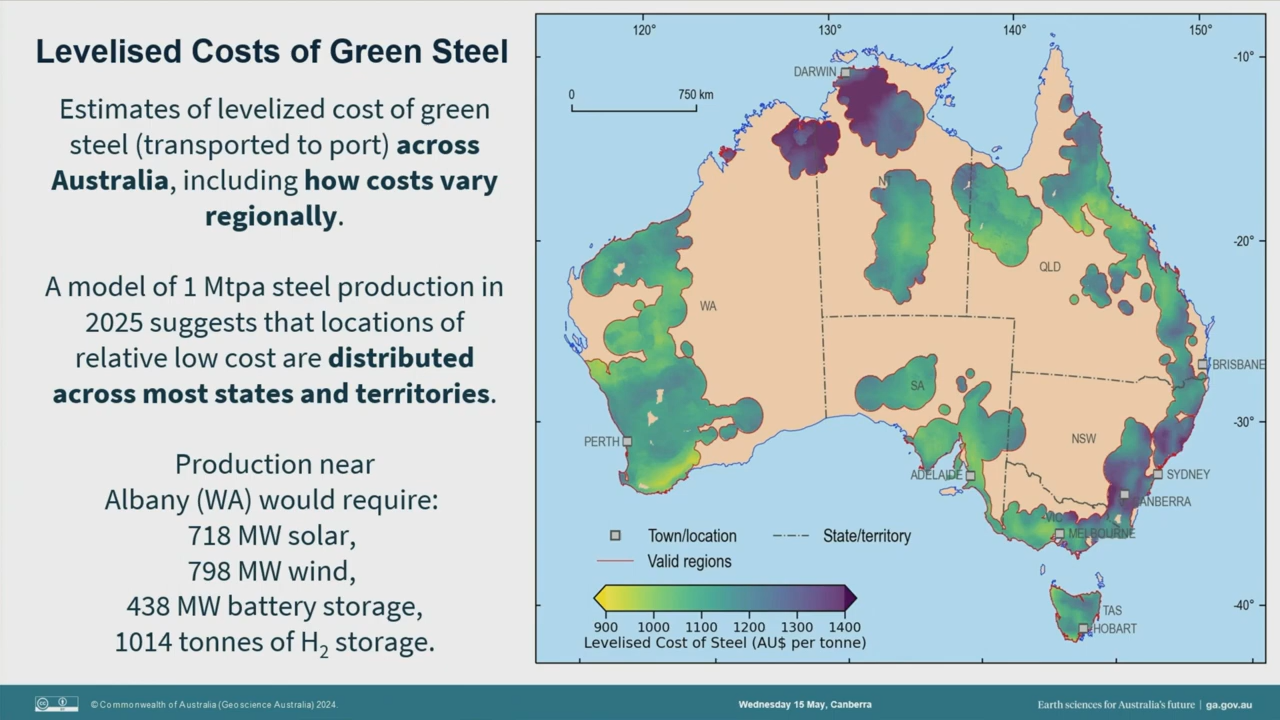 Levelised Costs of Green Steel
Estimates of levelized cost of green
steel (transported to port) across
Australia, including how costs vary
regionally.
A model of 1 Mtpa steel production in
2025 suggests that locations of
relative low cost are distributed
across most states and territories.
Production near
Albany (WA) would require:
718 MW solar,
798 MW wind,
438 MW battery storage,
1014 tonnes of H₂ storage.
120° 130° 140° 150°
-10°
-20°
-30°
-40°
0 750 km
DARWIN
NT
QLD
WA
BRISBANE
SA
NSW
PERTH
ADELAIDE
SYDNEY
CANBERRA
VIC
MELBOURNE
TAS
HOBART
Town/location
State/territory
Valid regions
900 1000 1100 1200 1300 1400
Levelised Cost of Steel (AU$ per tonne)
© Commonwealth of Australia (Geoscience Australia) 2024.
Wednesday 15 May, Canberra
Earth sciences for Australia's future | ga.gov.au